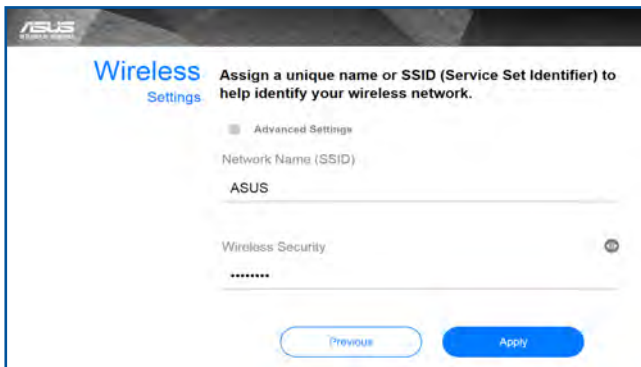 ASUS
Wireless
Settings
Assign a unique name or SSID (Service Set Identifier) to
help identify your wireless network.
Advanced Settings
Network Name (SSID)
ASUS
Wireless Security
••••••••
Previous
Apply